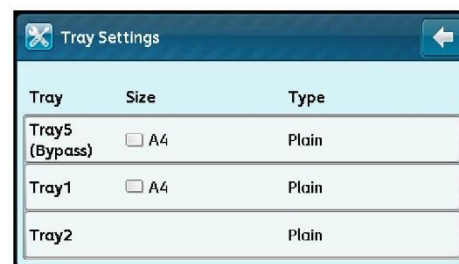 Tray Settings
Tray Size Type
Tray5
(Bypass) A4 Plain
Tray1 A4 Plain
Tray2 Plain